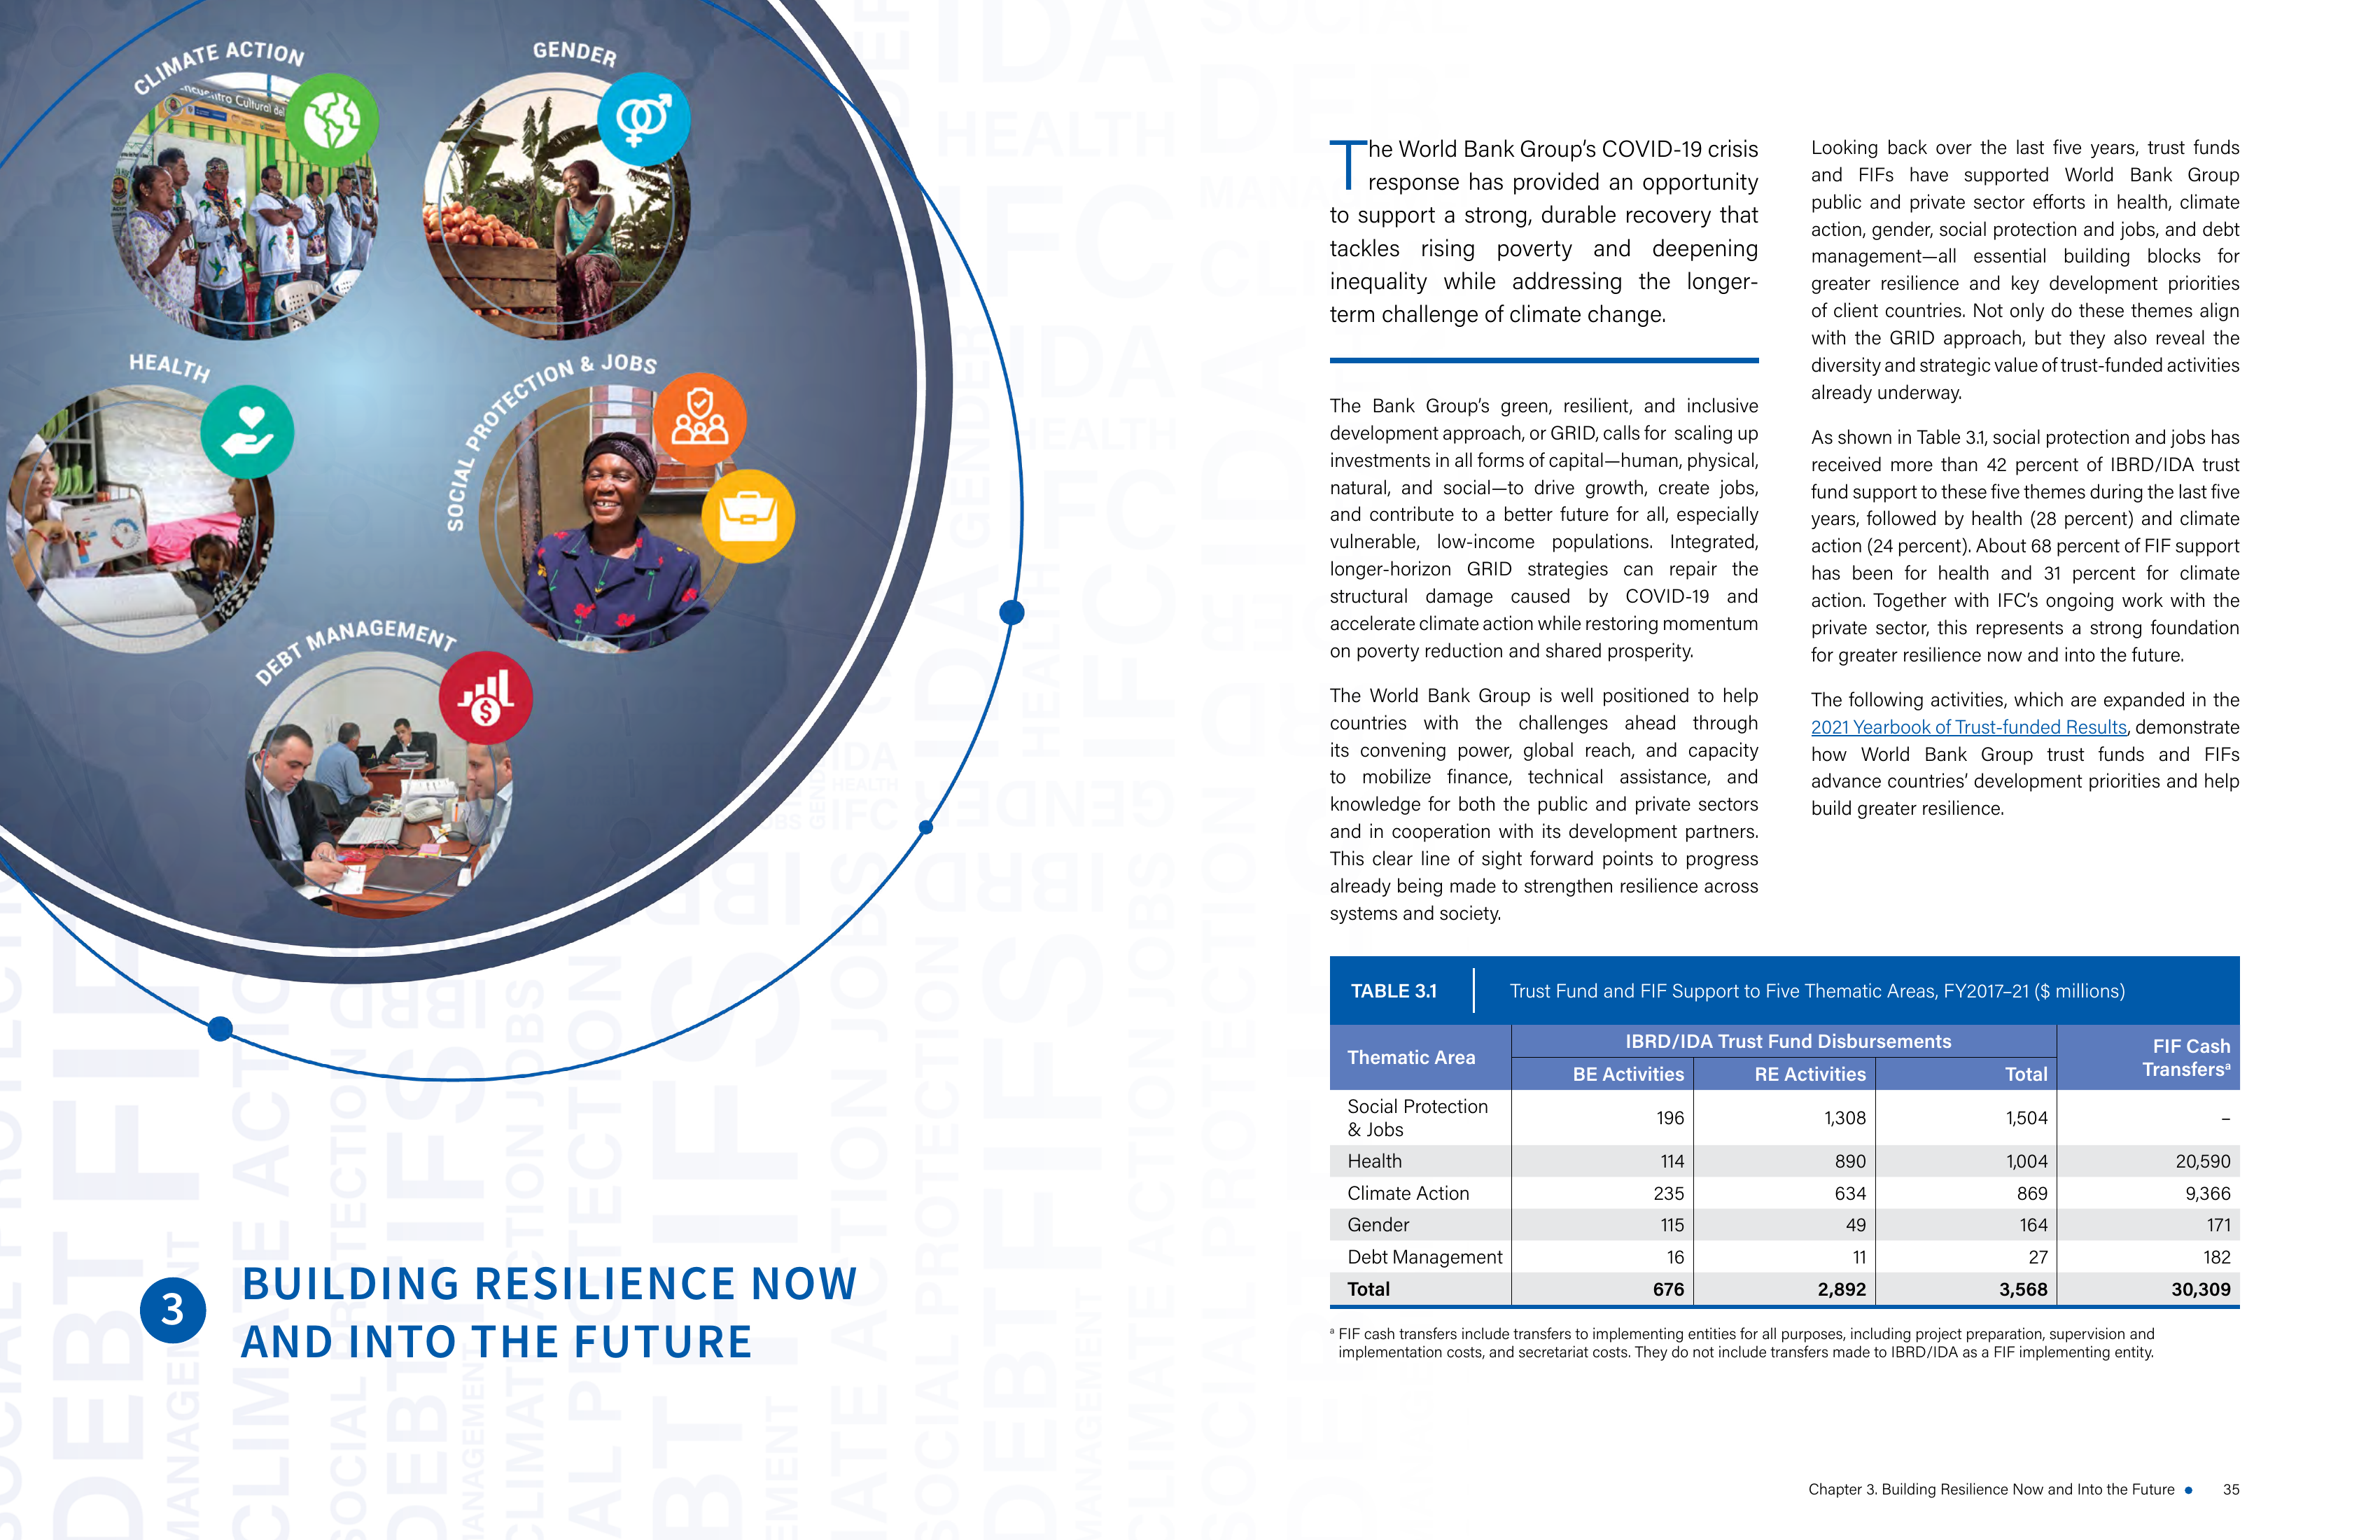 CLIMATE ACTION
GENDER
HEALTH
SOCIAL PROTECTION & JOBS
DEBT MANAGEMENT
3
BUILDING RESILIENCE NOW
AND INTO THE FUTURE
The World Bank Group’s COVID-19 crisis
response has provided an opportunity
to support a strong, durable recovery that
tackles rising poverty and deepening
inequality while addressing the longer-
term challenge of climate change.
The Bank Group’s green, resilient, and inclusive
development approach, or GRID, calls for scaling up
investments in all forms of capital—human, physical,
natural, and social—to drive growth, create jobs,
and contribute to a better future for all, especially
vulnerable, low-income populations. Integrated,
longer-horizon GRID strategies can repair the
structural damage caused by COVID-19 and
accelerate climate action while restoring momentum
on poverty reduction and shared prosperity.
The World Bank Group is well positioned to help
countries with the challenges ahead through
its convening power, global reach, and capacity
to mobilize finance, technical assistance, and
knowledge for both the public and private sectors
and in cooperation with its development partners.
This clear line of sight forward points to progress
already being made to strengthen resilience across
systems and society.
Looking back over the last five years, trust funds
and FIFs have supported World Bank Group
public and private sector efforts in health, climate
action, gender, social protection and jobs, and debt
management—all essential building blocks for
greater resilience and key development priorities
of client countries. Not only do these themes align
with the GRID approach, but they also reveal the
diversity and strategic value of trust-funded activities
already underway.
As shown in Table 3.1, social protection and jobs has
received more than 42 percent of IBRD/IDA trust
fund support to these five themes during the last five
years, followed by health (28 percent) and climate
action (24 percent). About 68 percent of FIF support
has been for health and 31 percent for climate
action. Together with IFC’s ongoing work with the
private sector, this represents a strong foundation
for greater resilience now and into the future.
The following activities, which are expanded in the
2021 Yearbook of Trust-funded Results, demonstrate
how World Bank Group trust funds and FIFs
advance countries’ development priorities and help
build greater resilience.
TABLE 3.1 Trust Fund and FIF Support to Five Thematic Areas, FY2017–21 ($ millions)
Thematic Area IBRD/IDA Trust Fund Disbursements FIF Cash
Transfersᵃ
BE Activities RE Activities Total
Social Protection
& Jobs 196 1,308 1,504 –
Health 114 890 1,004 20,590
Climate Action 235 634 869 9,366
Gender 115 49 164 171
Debt Management 16 11 27 182
Total 676 2,892 3,568 30,309
ᵃ FIF cash transfers include transfers to implementing entities for all purposes, including project preparation, supervision and
implementation costs, and secretariat costs. They do not include transfers made to IBRD/IDA as a FIF implementing entity.
Chapter 3. Building Resilience Now and Into the Future • 35